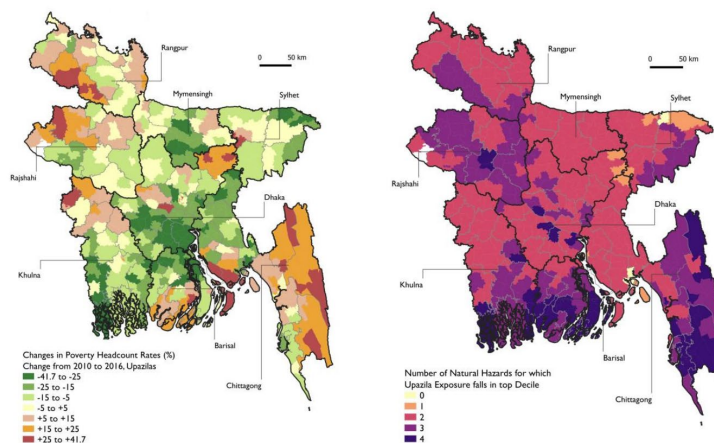 Rangpur
0 50 km
Mymensingh
Sylhet
Rajshahi
Dhaka
Khulna
Barisal
Chittagong
Changes in Poverty Headcount Rates (%)
Change from 2010 to 2016, Upazilas
-41.7 to -25
-25 to -15
-15 to -5
-5 to +5
+5 to +15
+15 to +25
+25 to +41.7
Rangpur
0 50 km
Mymensingh
Sylhet
Rajshahi
Dhaka
Khulna
Barisal
Chittagong
Number of Natural Hazards for which
Upazila Exposure falls in top Decile
0
1
2
3
4